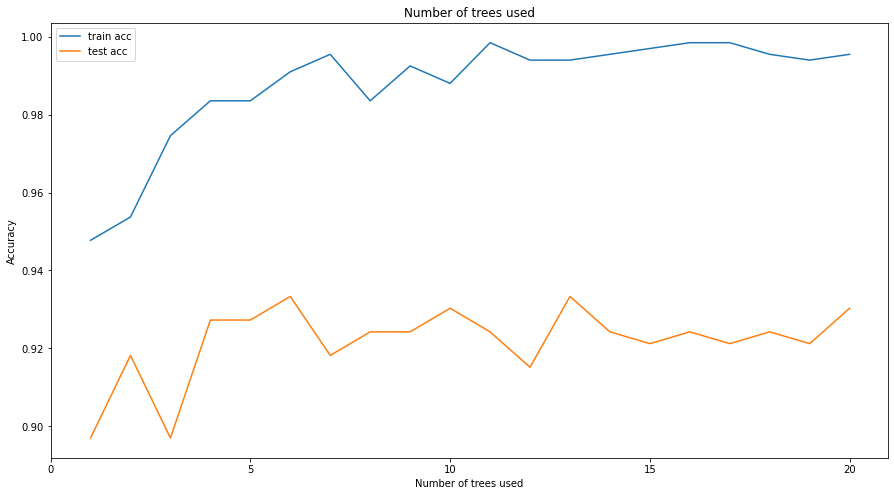 Number of trees used
train acc
test acc
1.00
0.98
0.96
0.94
0.92
0.90
Accuracy
0 5 10 15 20
Number of trees used